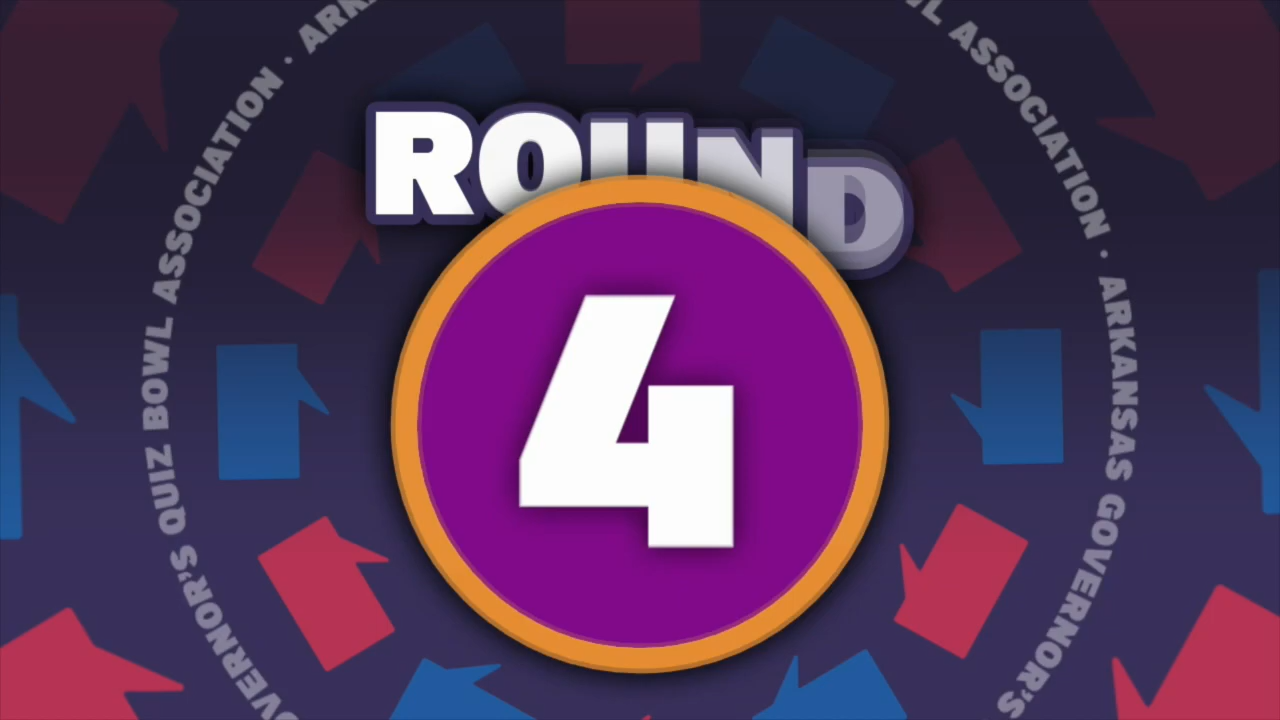 ROUND
4
GOVERNOR'S QUIZ BOWL ASSOCIATION ·
ASSOCIATION · ARKANSAS GOVERNOR'S